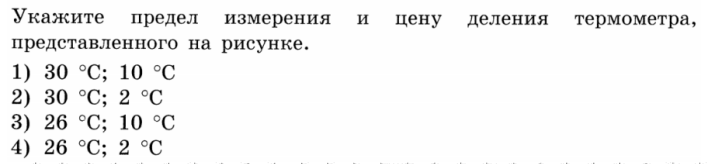 Укажите предел измерения и цену деления термометра,
представленного на рисунке.
1) 30 °С; 10 °С
2) 30 °С; 2 °С
3) 26 °С; 10 °С
4) 26 °С; 2 °С